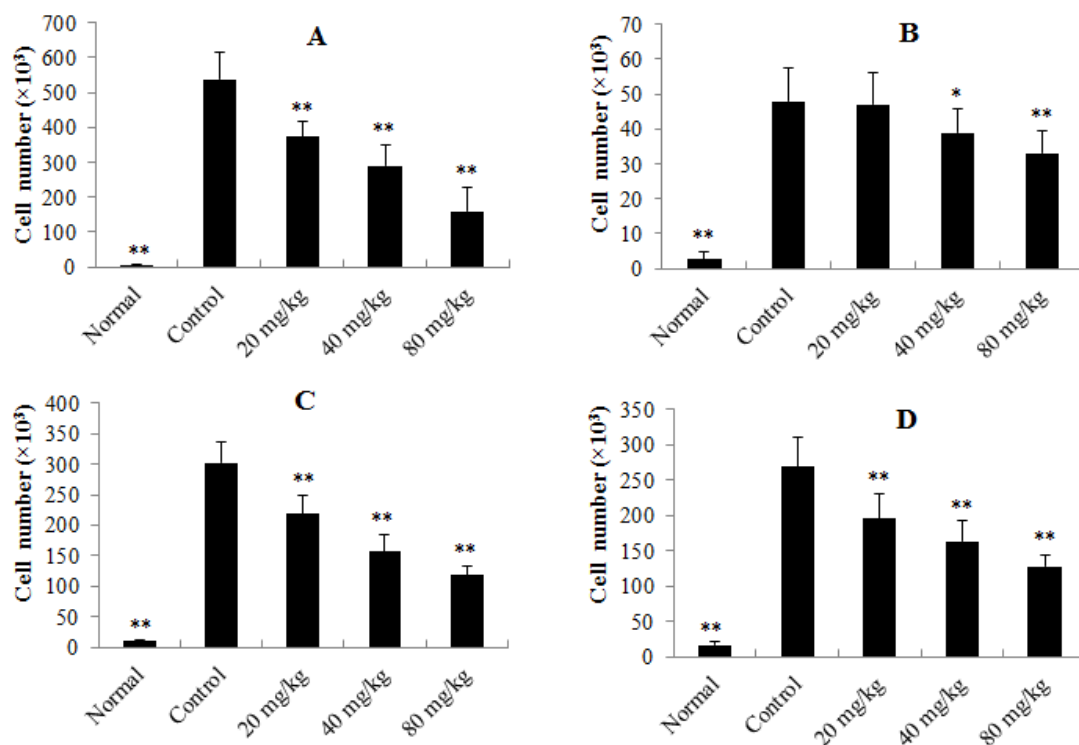 A
Cell number (×10³)
700
600
500
400
300
200
100
0
**
**
**
**
Normal
Control
20 mg/kg
40 mg/kg
80 mg/kg
B
Cell number (×10³)
70
60
50
40
30
20
10
0
**
*
**
Normal
Control
20 mg/kg
40 mg/kg
80 mg/kg
C
Cell number (×10³)
400
350
300
250
200
150
100
50
0
**
**
**
**
Normal
Control
20 mg/kg
40 mg/kg
80 mg/kg
D
Cell number (×10³)
350
300
250
200
150
100
50
0
**
**
**
**
Normal
Control
20 mg/kg
40 mg/kg
80 mg/kg